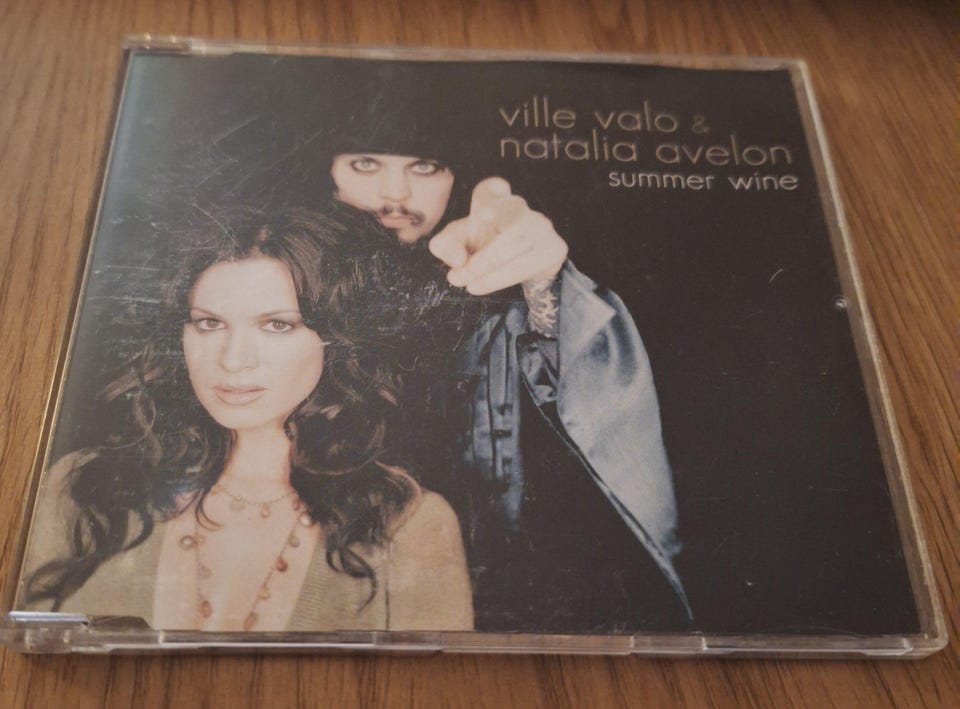 ville valo &
natalia avelon
summer wine